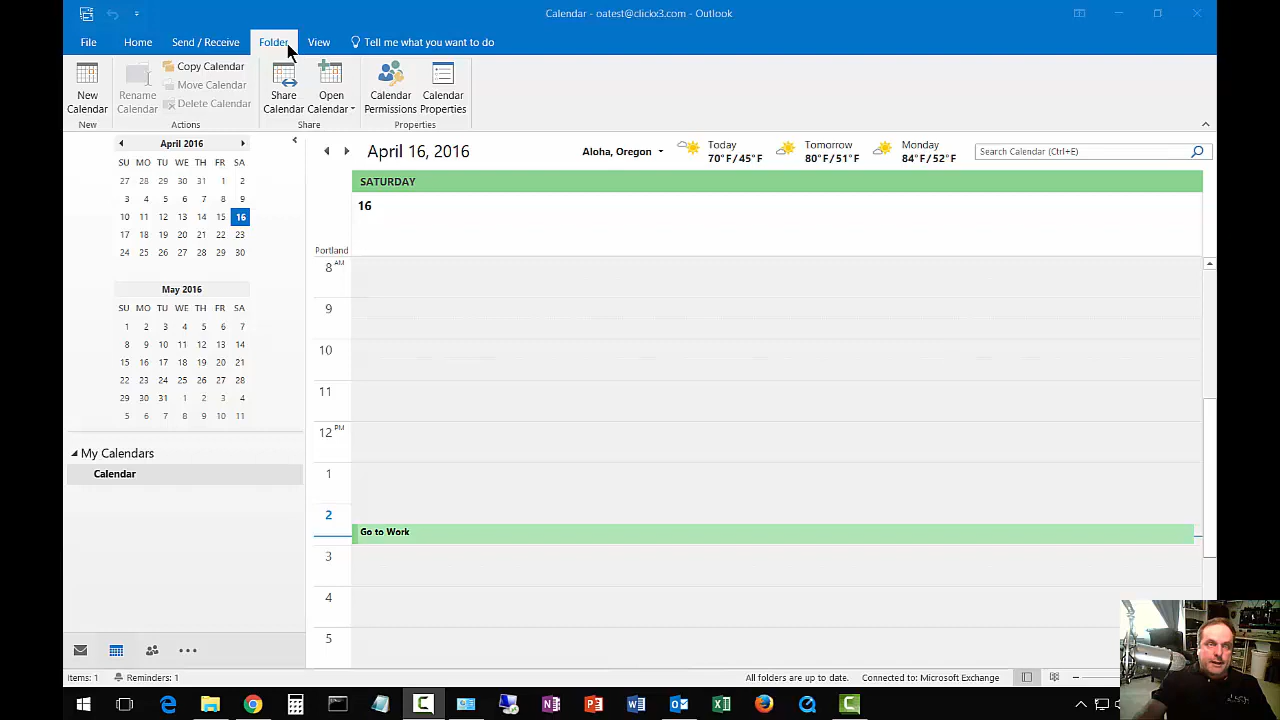 Calendar - oatest@clickx3.com - Outlook
File Home Send / Receive Folder View Tell me what you want to do
New Calendar
Rename Calendar
Copy Calendar
Move Calendar
Delete Calendar
Share Calendar
Open Calendar
Calendar Permissions
Calendar Properties
New Actions Share Properties
April 2016
SU MO TU WE TH FR SA
27 28 29 30 31 1 2
3 4 5 6 7 8 9
10 11 12 13 14 15 16
17 18 19 20 21 22 23
24 25 26 27 28 29 30
May 2016
SU MO TU WE TH FR SA
1 2 3 4 5 6 7
8 9 10 11 12 13 14
15 16 17 18 19 20 21
22 23 24 25 26 27 28
29 30 31 1 2 3 4
5 6 7 8 9 10 11
My Calendars
Calendar
April 16, 2016
Aloha, Oregon
Today
70°F/45°F
Tomorrow
80°F/51°F
Monday
84°F/52°F
Search Calendar (Ctrl+E)
SATURDAY
16
Portland
8 AM
9
10
11
12 PM
1
2
Go to Work
3
4
5
items: 1 Reminders: 1
All folders are up to date. Connected to: Microsoft Exchange